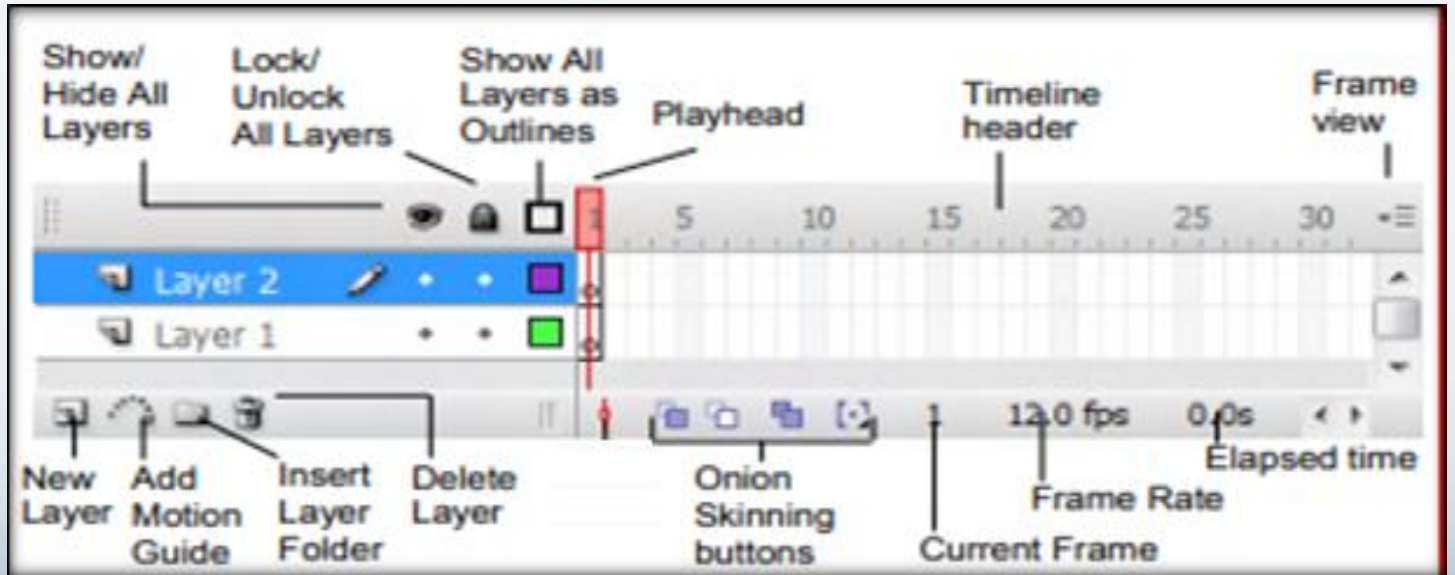 Show/
Hide All
Layers
Lock/
Unlock
All Layers
Show All
Layers as
Outlines
Playhead
Timeline
header
Frame
view
1 5 10 15 20 25 30
Layer 2
Layer 1
1 12.0 fps 0.0s
New
Layer
Add
Motion
Guide
Insert
Layer
Folder
Delete
Layer
Onion
Skinning
buttons
Current Frame
Frame Rate
Elapsed time